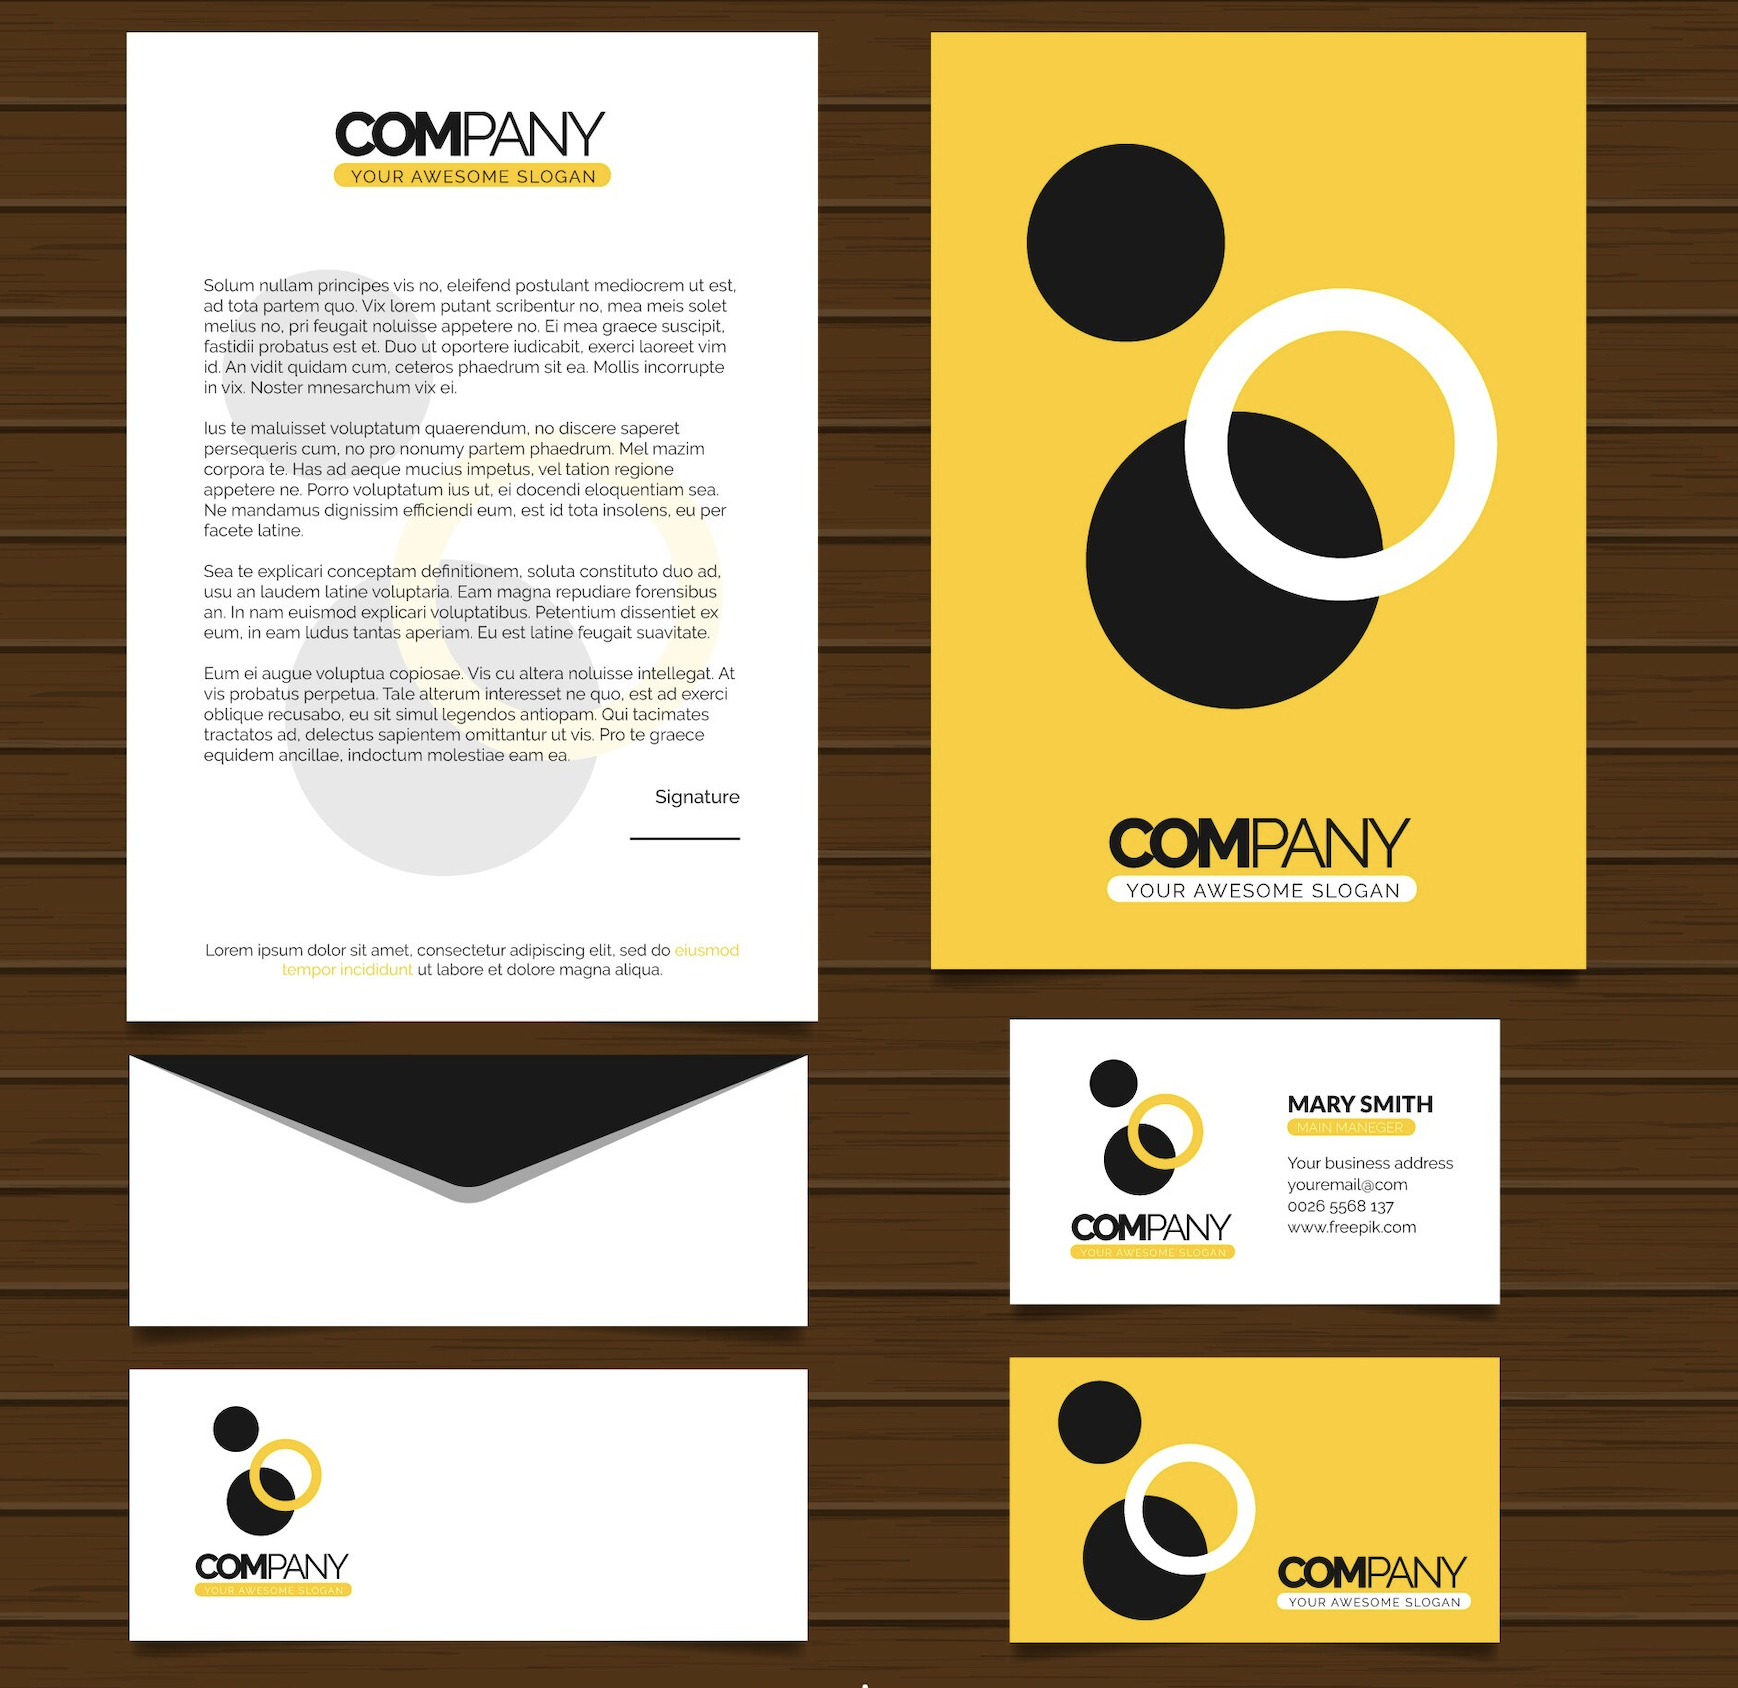 COMPANY
YOUR AWESOME SLOGAN
Solum nullam principes vis no, eleifend postulant mediocrem ut est,
ad tota partem quo. Vix lorem putant scribentur no, mea meis solet
melius no, pri feugait noluisse appetere no. Ei mea graece suscipit,
fastidii probatus est et. Duo ut oportere iudicabit, exerci laoreet vim
id. An vidit quidam cum, ceteros phaedrum sit ea. Mollis incorrupte
in vix. Noster mnesarchum vix ei.
Ius te maluisset voluptatum quaerendum, no discere saperet
persequeris cum, no pro nonumy partem phaedrum. Mel mazim
corpora te. Has ad aeque mucius impetus, vel tation regione
appetere ne. Porro voluptatum ius ut, ei docendi eloquentiam sea.
Ne mandamus dignissim efficiendi eum, est id tota insolens, eu per
facete latine.
Sea te explicari conceptam definitionem, soluta constituto duo ad,
usu an laudem latine voluptaria. Eam magna repudiare forensibus
an. In nam euismod explicari voluptatibus. Petentium dissentiet ex
eum, in eam ludus tantas aperiam. Eu est latine feugait suavitate.
Eum ei augue voluptua copiosae. Vis cu altera noluisse intellegat. At
vis probatus perpetua. Tale alterum interesset ne quo, est ad exerci
oblique recusabo, eu sit simul legendos antiopam. Qui tacimates
tractatos ad, delectus sapientem omittantur ut vis. Pro te graece
equidem ancillae, indoctum molestiae eam ea.
Signature
Lorem ipsum dolor sit amet, consectetur adipiscing elit, sed do eiusmod
tempor incididunt ut labore et dolore magna aliqua.
COMPANY
YOUR AWESOME SLOGAN
COMPANY
YOUR AWESOME SLOGAN
MARY SMITH
MAIN MANEGER
Your business address
youremail@com
0026 5568 137
www.freepik.com
COMPANY
YOUR AWESOME SLOGAN
COMPANY
YOUR AWESOME SLOGAN